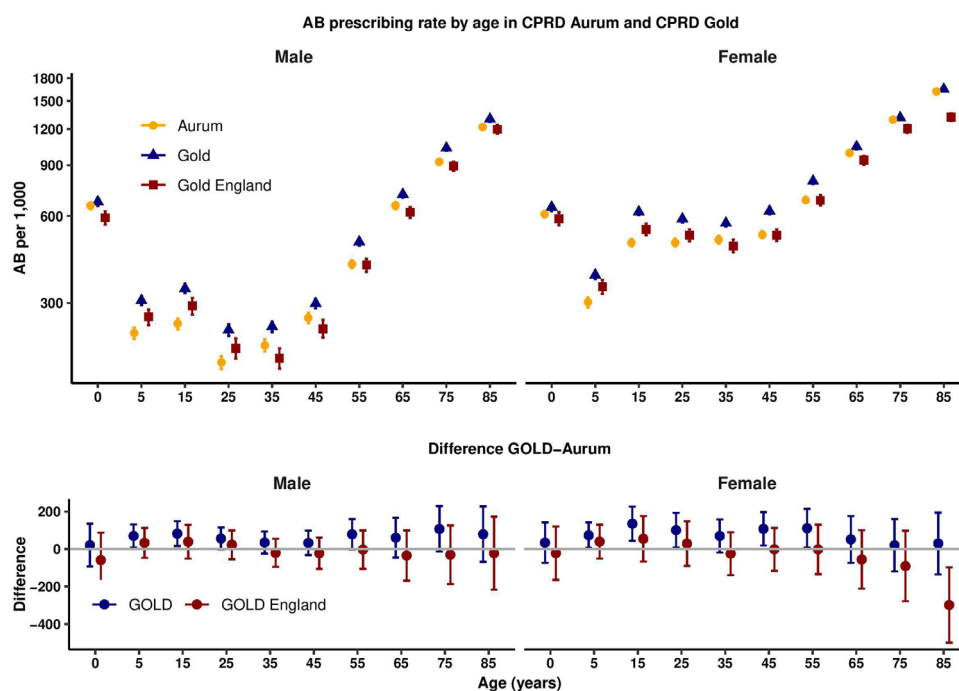 AB prescribing rate by age in CPRD Aurum and CPRD Gold
Male
Female
AB per 1,000
1800
1500
1200
900
600
300
Aurum
Gold
Gold England
0 5 15 25 35 45 55 65 75 85
0 5 15 25 35 45 55 65 75 85
Difference GOLD−Aurum
Male
Female
Difference
200
0
−200
−400
GOLD GOLD England
0 5 15 25 35 45 55 65 75 85
0 5 15 25 35 45 55 65 75 85
Age (years)